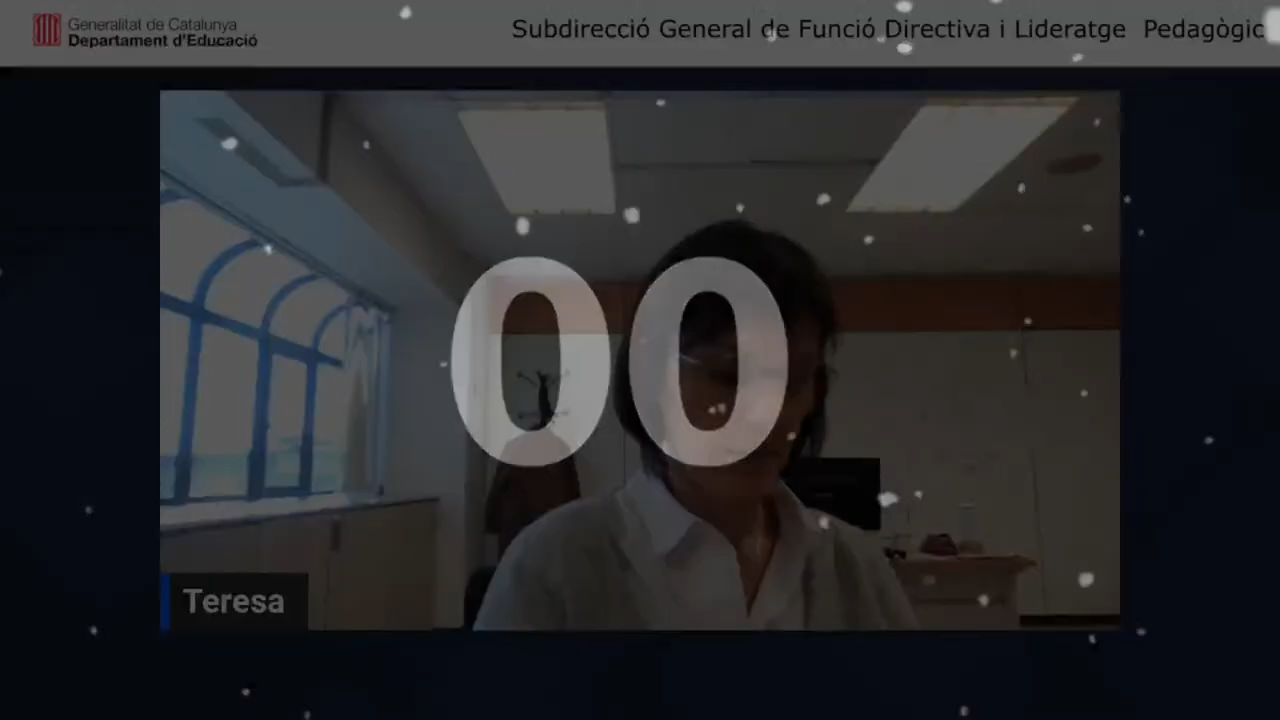 Generalitat de Catalunya
Departament d'Educació
Subdirecció General de Funció Directiva i Lideratge Pedagògic
00
Teresa